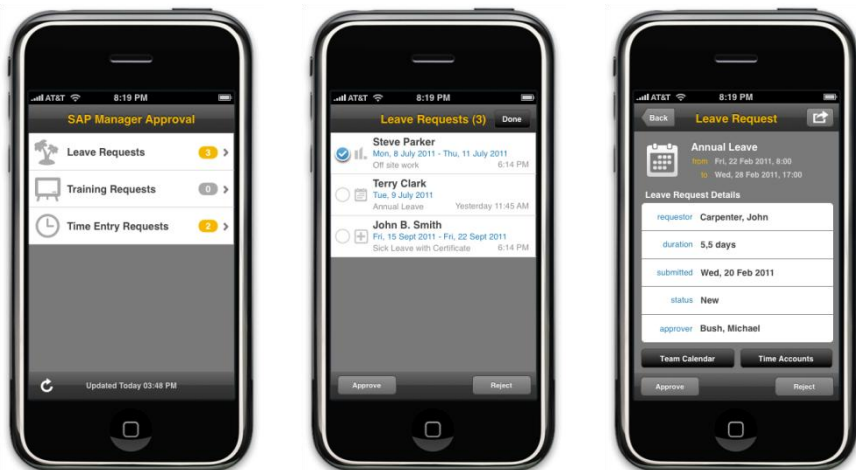 AT&T 8:19 PM
SAP Manager Approval
Leave Requests 3
Training Requests 0
Time Entry Requests 2
Updated Today 03:48 PM
AT&T 8:19 PM
Leave Requests (3) Done
Steve Parker
Mon, 8 July 2011 - Thu, 11 July 2011
Off site work 6:14 PM
Terry Clark
Tue, 9 July 2011
Annual Leave Yesterday 11:45 AM
John B. Smith
Fri, 15 Sept 2011 - Fri, 22 Sept 2011
Sick Leave with Certificate 6:14 PM
Approve Reject
AT&T 8:19 PM
Back Leave Request
Annual Leave
from Fri, 22 Feb 2011, 8:00
to Wed, 28 Feb 2011, 17:00
Leave Request Details
requestor Carpenter, John
duration 5,5 days
submitted Wed, 20 Feb 2011
status New
approver Bush, Michael
Team Calendar Time Accounts
Approve Reject